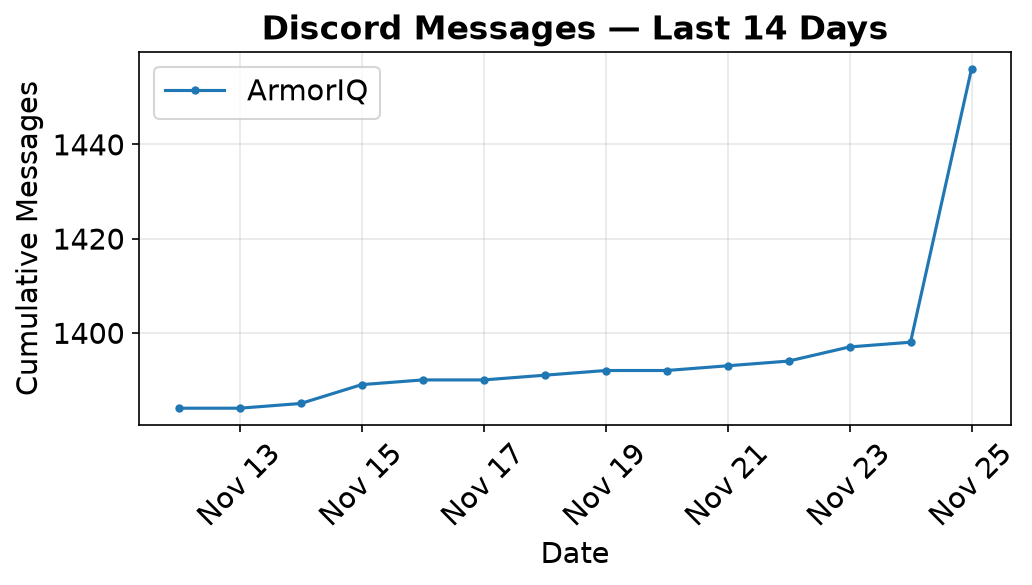 Discord Messages — Last 14 Days
ArmorIQ
Cumulative Messages
1440
1420
1400
Nov 13
Nov 15
Nov 17
Nov 19
Nov 21
Nov 23
Nov 25
Date